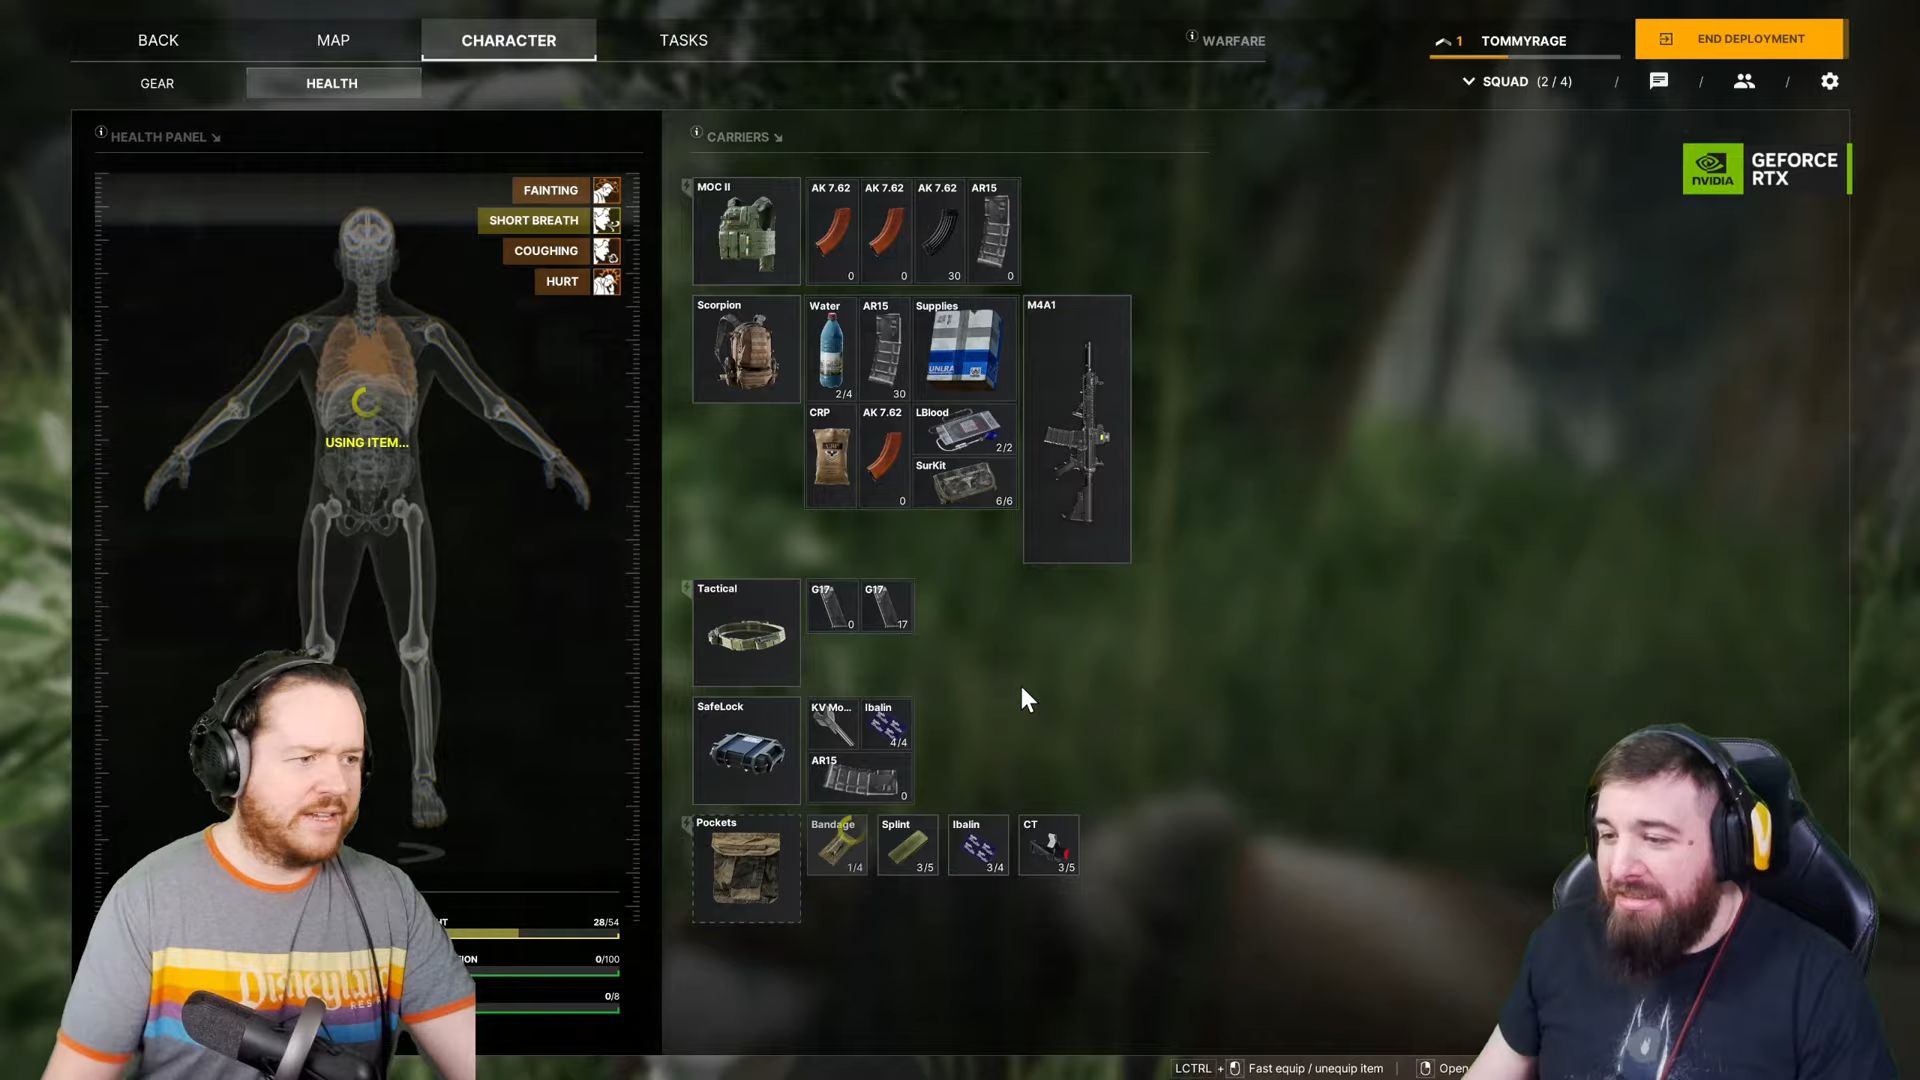 BACK
MAP
CHARACTER
TASKS
WARFARE
1 TOMMYRAGE
END DEPLOYMENT
GEAR
HEALTH
SQUAD (2 / 4)
/
/
/
HEALTH PANEL
CARRIERS
NVIDIA
GEFORCE
RTX
FAINTING
SHORT BREATH
COUGHING
HURT
USING ITEM...
MOC II
AK 7.62
0
AK 7.62
0
AK 7.62
30
AR15
0
Scorpion
Water
2/4
AR15
30
Supplies
UNLRA
M4A1
CRP
AK 7.62
0
LBlood
2/2
SurKit
6/6
Tactical
G17
0
G17
17
SafeLock
KV Mo...
Ibalin
4/4
AR15
0
Pockets
Bandage
1/4
Splint
3/5
Ibalin
3/4
CT
3/5
28/54
0/100
0/8
Disneyland
LCTRL + Fast equip / unequip item
Open